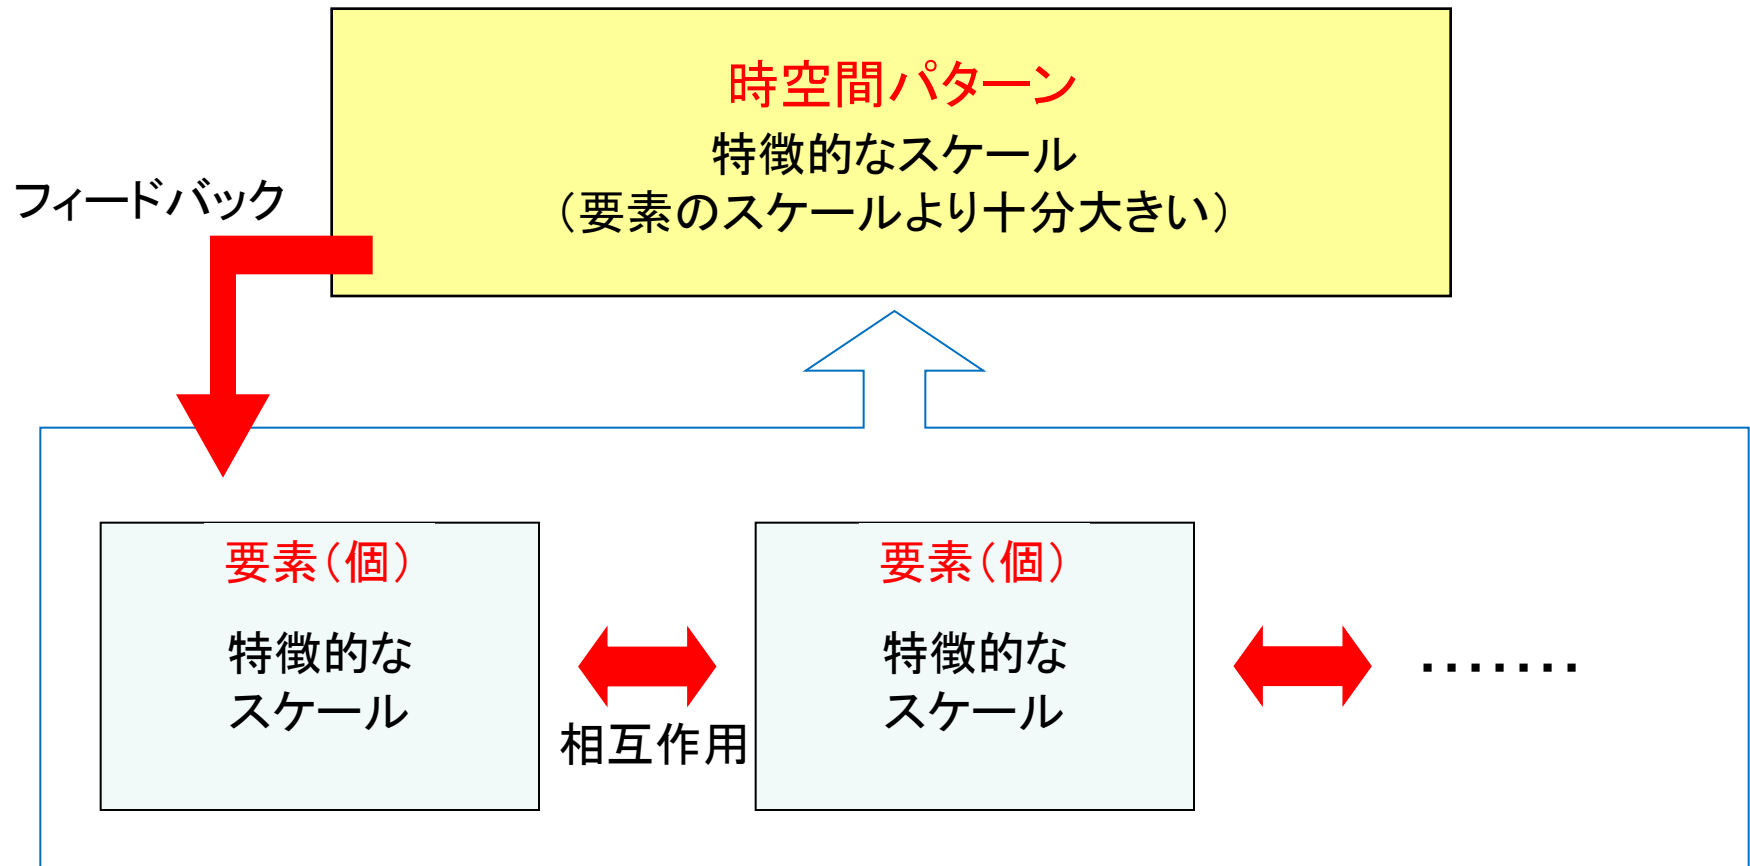 時空間パターン
特徴的なスケール
（要素のスケールより十分大きい）
フィードバック
要素（個）
特徴的な
スケール
相互作用
要素（個）
特徴的な
スケール
・・・・・・・